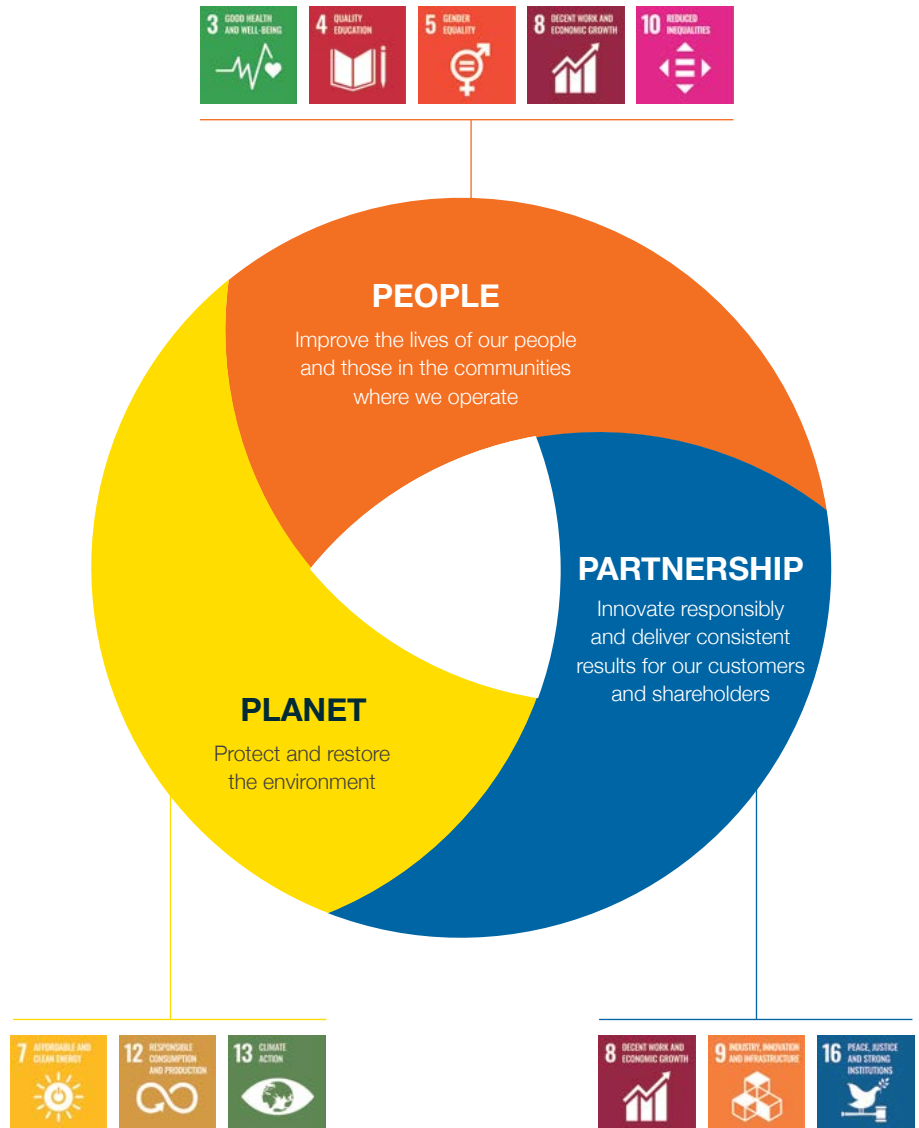 3 GOOD HEALTH
AND WELL-BEING
4 QUALITY
EDUCATION
5 GENDER
EQUALITY
8 DECENT WORK AND
ECONOMIC GROWTH
10 REDUCED
INEQUALITIES
PEOPLE
Improve the lives of our people
and those in the communities
where we operate
PARTNERSHIP
Innovate responsibly
and deliver consistent
results for our customers
and shareholders
PLANET
Protect and restore
the environment
7 AFFORDABLE AND
CLEAN ENERGY
12 RESPONSIBLE
CONSUMPTION
AND PRODUCTION
13 CLIMATE
ACTION
8 DECENT WORK AND
ECONOMIC GROWTH
9 INDUSTRY, INNOVATION
AND INFRASTRUCTURE
16 PEACE, JUSTICE
AND STRONG
INSTITUTIONS